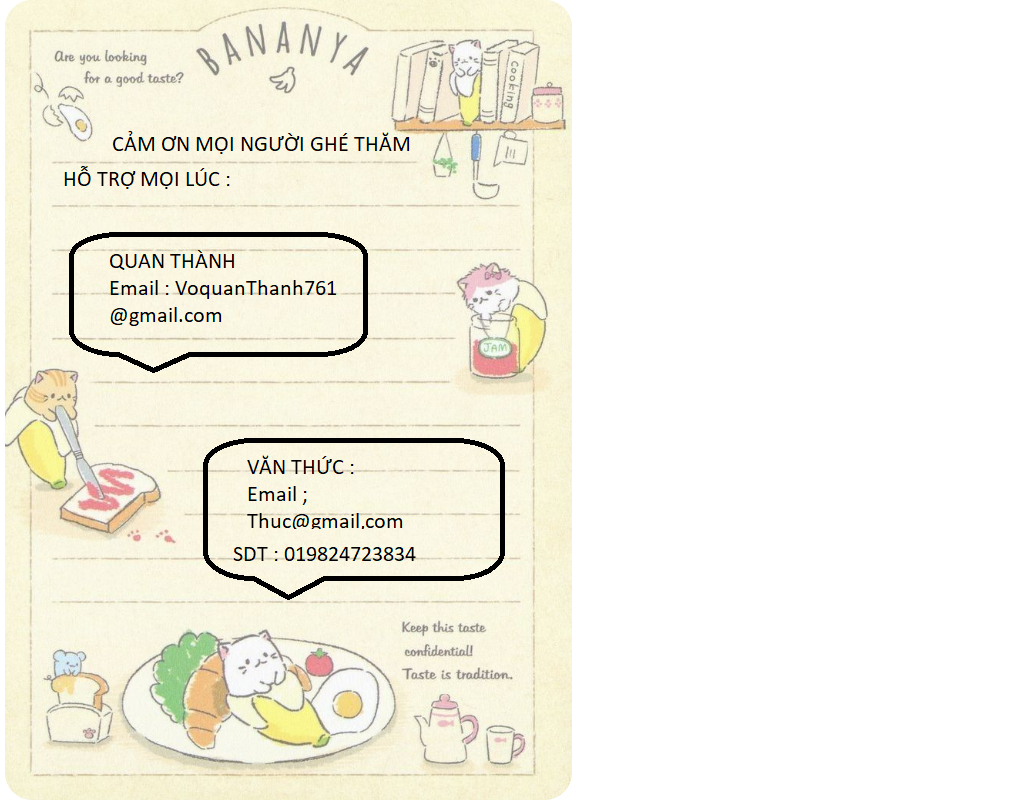 BANANYA
Are you looking
for a good taste?
cooking
CẢM ƠN MỌI NGƯỜI GHÉ THĂM
HỖ TRỢ MỌI LÚC :
QUAN THÀNH
Email : VoquanThanh761
@gmail.com
JAM
VĂN THỨC :
Email ;
Thuc@gmail.com
SDT : 019824723834
Keep this taste
confidential!
Taste is tradition.